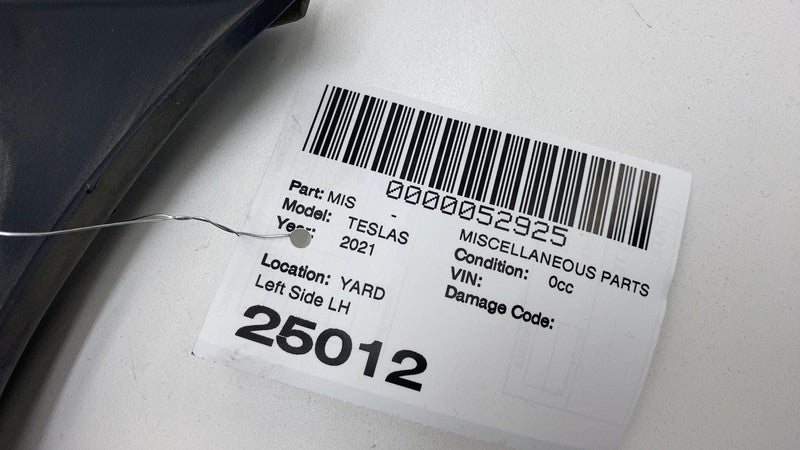 0000052925
Part: MIS - MISCELLANEOUS PARTS
Model: TESLAS
Condition: 0cc
Year: 2021
VIN:
Location: YARD
Damage Code:
Left Side LH
25012